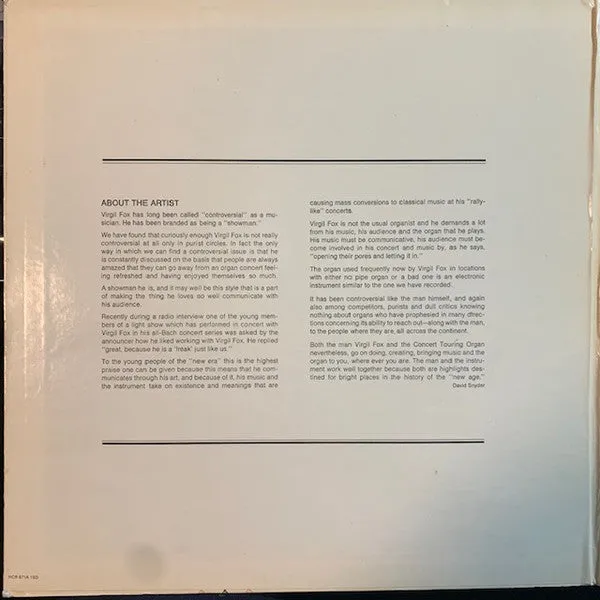 ABOUT THE ARTIST
Virgil Fox has long been called "controversial" as a mu-
sician. He has been branded as being a "showman."
We have found that curiously enough Virgil Fox is not really
controversial at all only in purist circles. In fact the only
way in which we can find a controversial issue is that he
is constantly discussed on the basis that people are always
amazed that they can go away from an organ concert feel-
ing refreshed and having enjoyed themselves so much.
A showman he is, and it may well be this style that is a part
of making the thing he loves so well communicate with
his audience.
Recently during a radio interview one of the young mem-
bers of a light show which has performed in concert with
Virgil Fox in his all-Bach concert series was asked by the
announcer how he liked working with Virgil Fox. He replied
"great, because he is a 'freak' just like us."
To the young people of the "new era" this is the highest
praise one can be given because this means that he com-
municates through his art, and because of it, his music and
the instrument take on existence and meanings that are
causing mass conversions to classical music at his "rally-
like" concerts.
Virgil Fox is not the usual organist and he demands a lot
from his music, his audience and the organ that he plays.
His music must be communicative, his audience must be-
come involved in his concert and music by, as he says,
"opening their pores and letting it in."
The organ used frequently now by Virgil Fox in locations
with either no pipe organ or a bad one is an electronic
instrument similar to the one we have recorded.
It has been controversial like the man himself, and again
also among competitors, purists and dull critics knowing
nothing about organs who have prophesied in many direc-
tions concerning its ability to reach out—along with the man,
to the people where they are, all across the continent.
Both the man Virgil Fox and the Concert Touring Organ
nevertheless, go on doing, creating, bringing music and the
organ to you, where ever you are. The man and the instru-
ment work well together because both are highlights des-
tined for bright places in the history of the "new age."
David Snyder